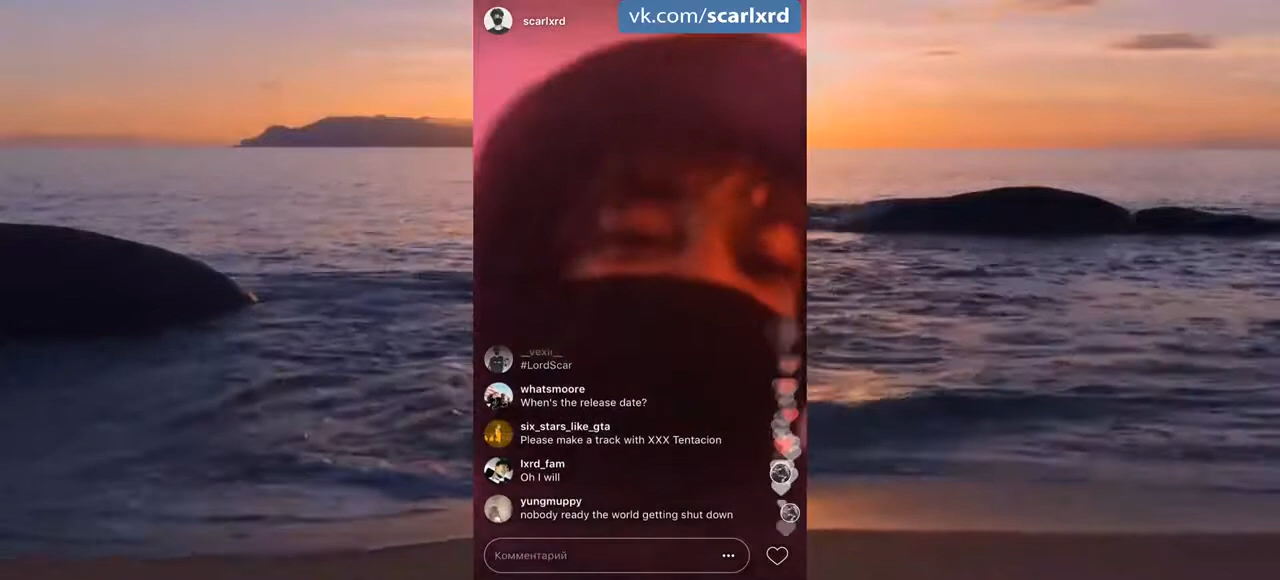 scarlxrd
vk.com/scarlxrd
__vexii__
#LordScar
whatsmoore
When's the release date?
six_stars_like_gta
Please make a track with XXX Tentacion
lxrd_fam
Oh I will
yungmuppy
nobody ready the world getting shut down
Комментарий